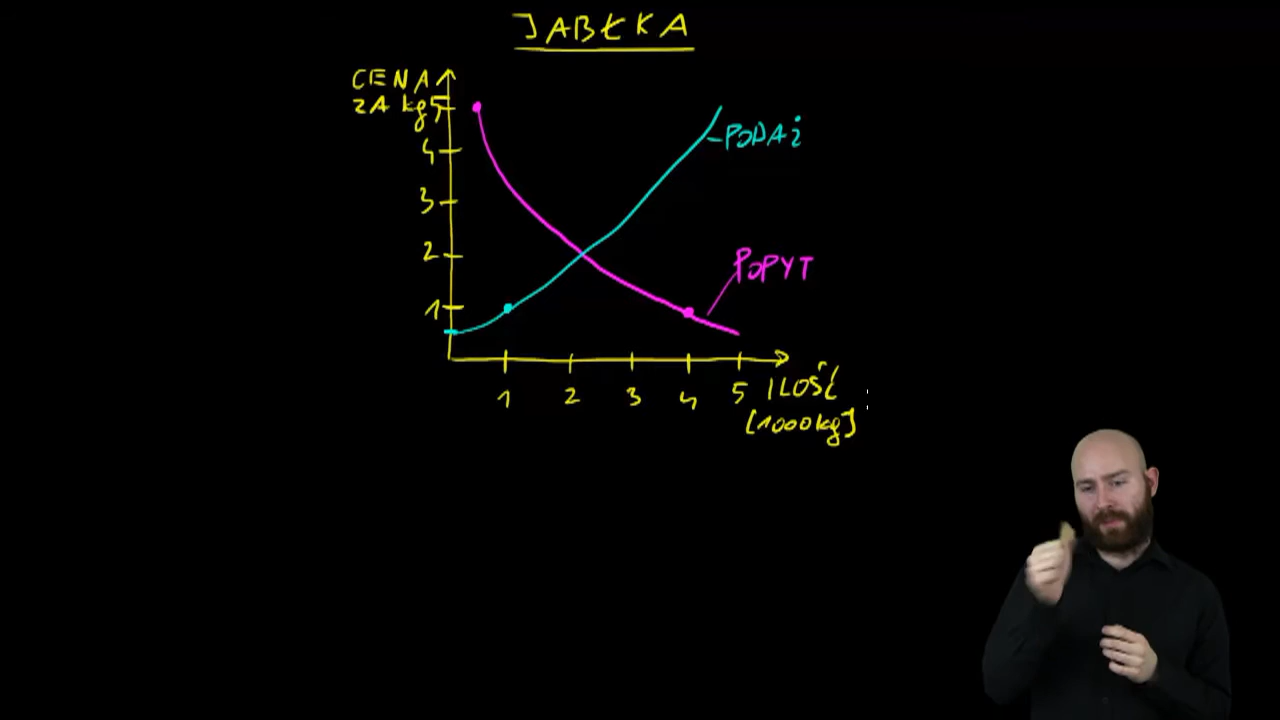 JABŁKA
CENA
ZA kg
5
4
3
2
1
PODAŻ
POPYT
1 2 3 4 5 ILOŚĆ
[1000kg]